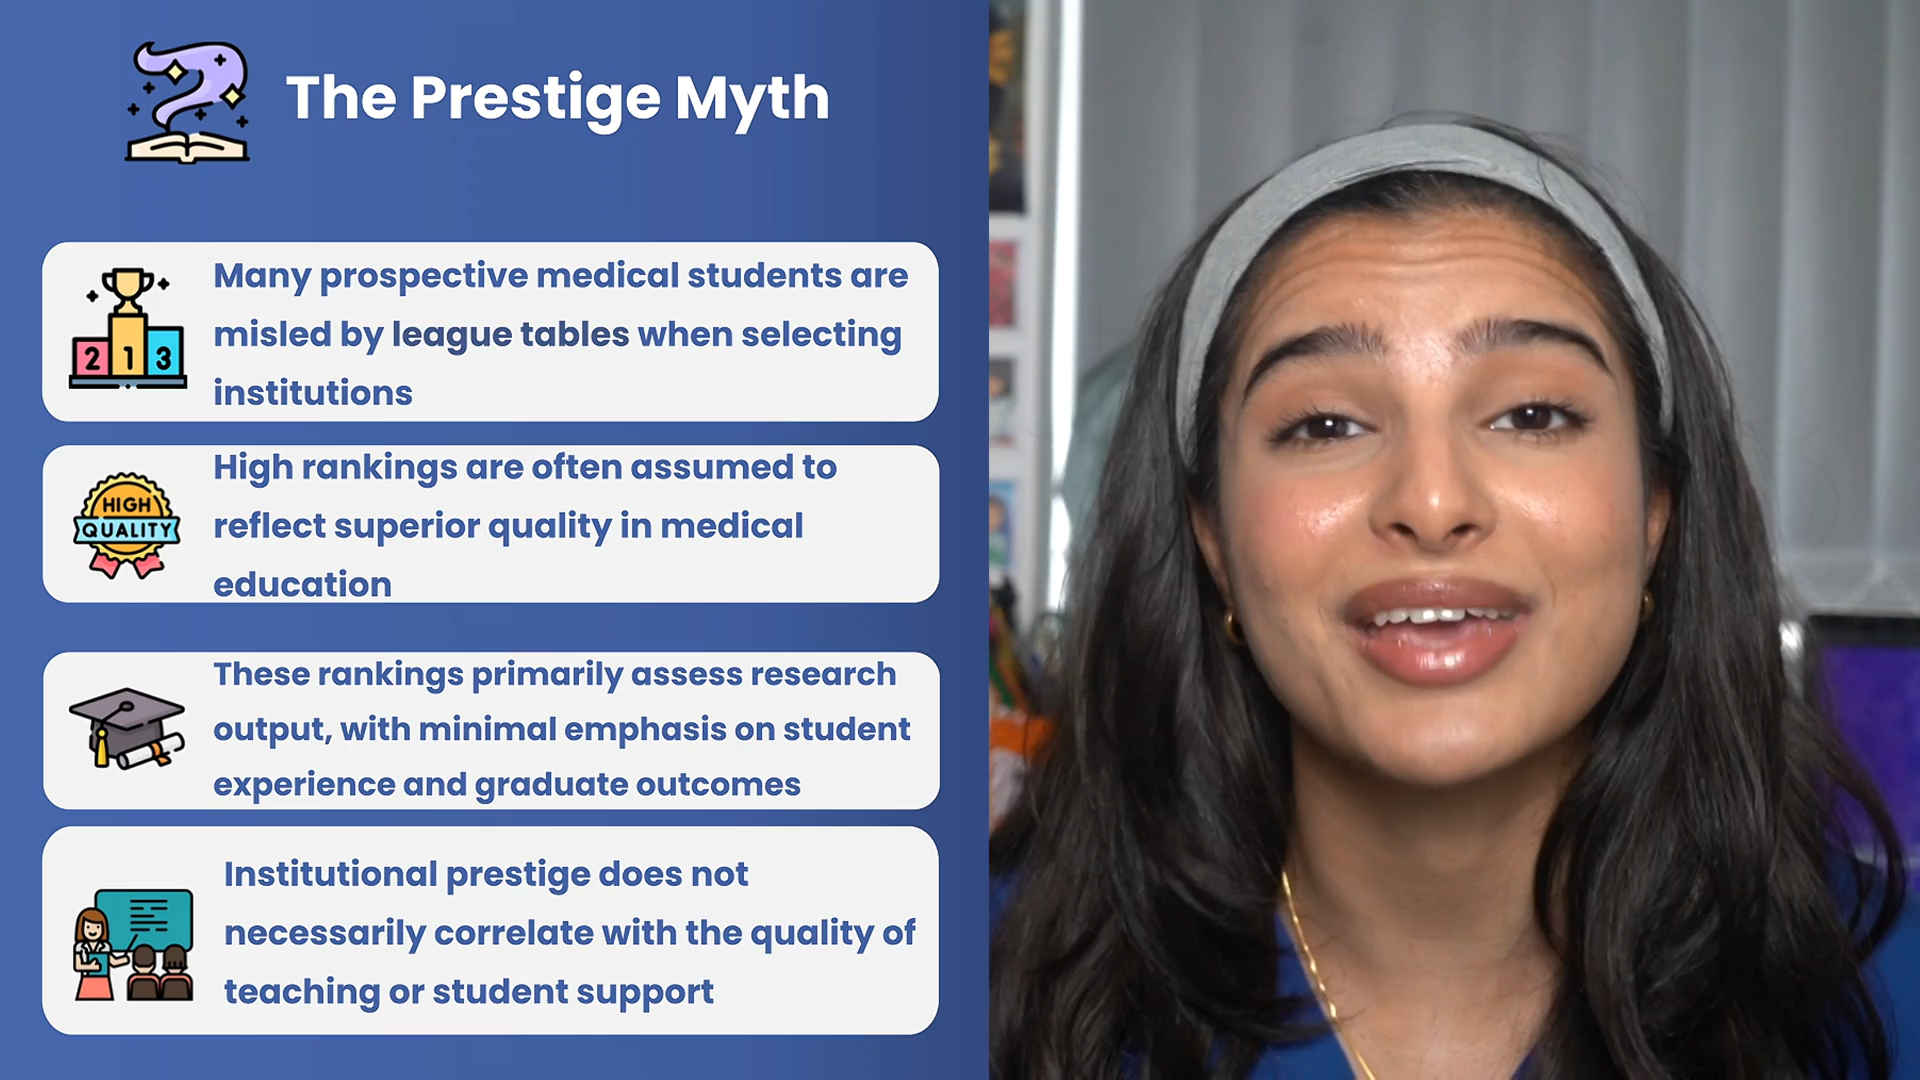 The Prestige Myth
2 1 3
Many prospective medical students are
misled by league tables when selecting
institutions
HIGH
QUALITY
High rankings are often assumed to
reflect superior quality in medical
education
These rankings primarily assess research
output, with minimal emphasis on student
experience and graduate outcomes
Institutional prestige does not
necessarily correlate with the quality of
teaching or student support